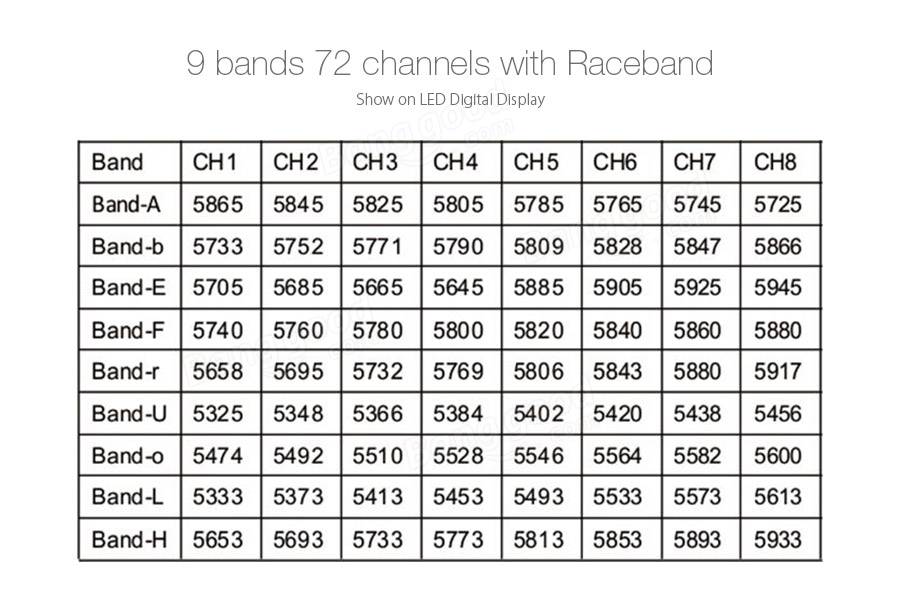 9 bands 72 channels with Raceband
Show on LED Digital Display
Band CH1 CH2 CH3 CH4 CH5 CH6 CH7 CH8
Band-A 5865 5845 5825 5805 5785 5765 5745 5725
Band-b 5733 5752 5771 5790 5809 5828 5847 5866
Band-E 5705 5685 5665 5645 5885 5905 5925 5945
Band-F 5740 5760 5780 5800 5820 5840 5860 5880
Band-r 5658 5695 5732 5769 5806 5843 5880 5917
Band-U 5325 5348 5366 5384 5402 5420 5438 5456
Band-o 5474 5492 5510 5528 5546 5564 5582 5600
Band-L 5333 5373 5413 5453 5493 5533 5573 5613
Band-H 5653 5693 5733 5773 5813 5853 5893 5933